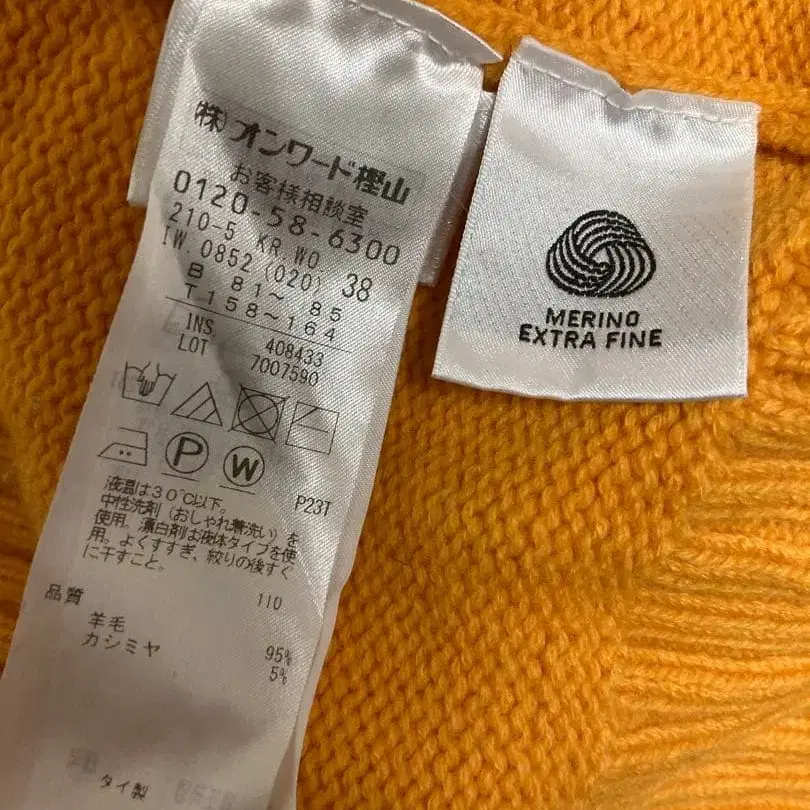 (株)オンワード樫山
お客様相談室
0120-58-6300
210-5 KR.WO
IW.0852(020) 38
B 81～85
T158～164
INS 408433
LOT 7007590
P
W
P23T
液温は30℃以下。
中性洗剤(おしゃれ着洗い)を
使用。漂白剤は液体タイプを使
用。よくすすぎ、絞りの後すぐ
に干すこと。
品質 110
羊毛 95%
カシミヤ 5%
タイ製
MERINO
EXTRA FINE